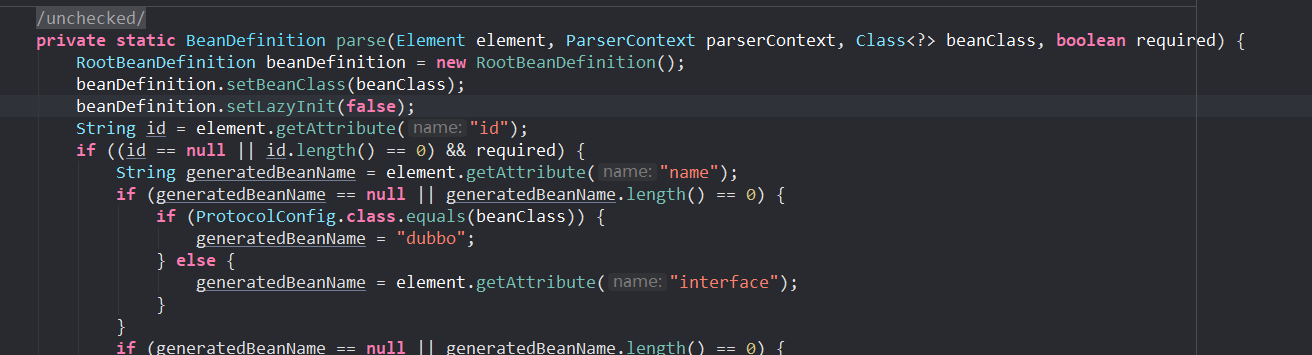 /unchecked/
private static BeanDefinition parse(Element element, ParserContext parserContext, Class<?> beanClass, boolean required) {
    RootBeanDefinition beanDefinition = new RootBeanDefinition();
    beanDefinition.setBeanClass(beanClass);
    beanDefinition.setLazyInit(false);
    String id = element.getAttribute( name: "id");
    if ((id == null || id.length() == 0) && required) {
        String generatedBeanName = element.getAttribute( name: "name");
        if (generatedBeanName == null || generatedBeanName.length() == 0) {
            if (ProtocolConfig.class.equals(beanClass)) {
                generatedBeanName = "dubbo";
            } else {
                generatedBeanName = element.getAttribute( name: "interface");
            }
        }
        if (generatedBeanName == null || generatedBeanName.length() == 0) {